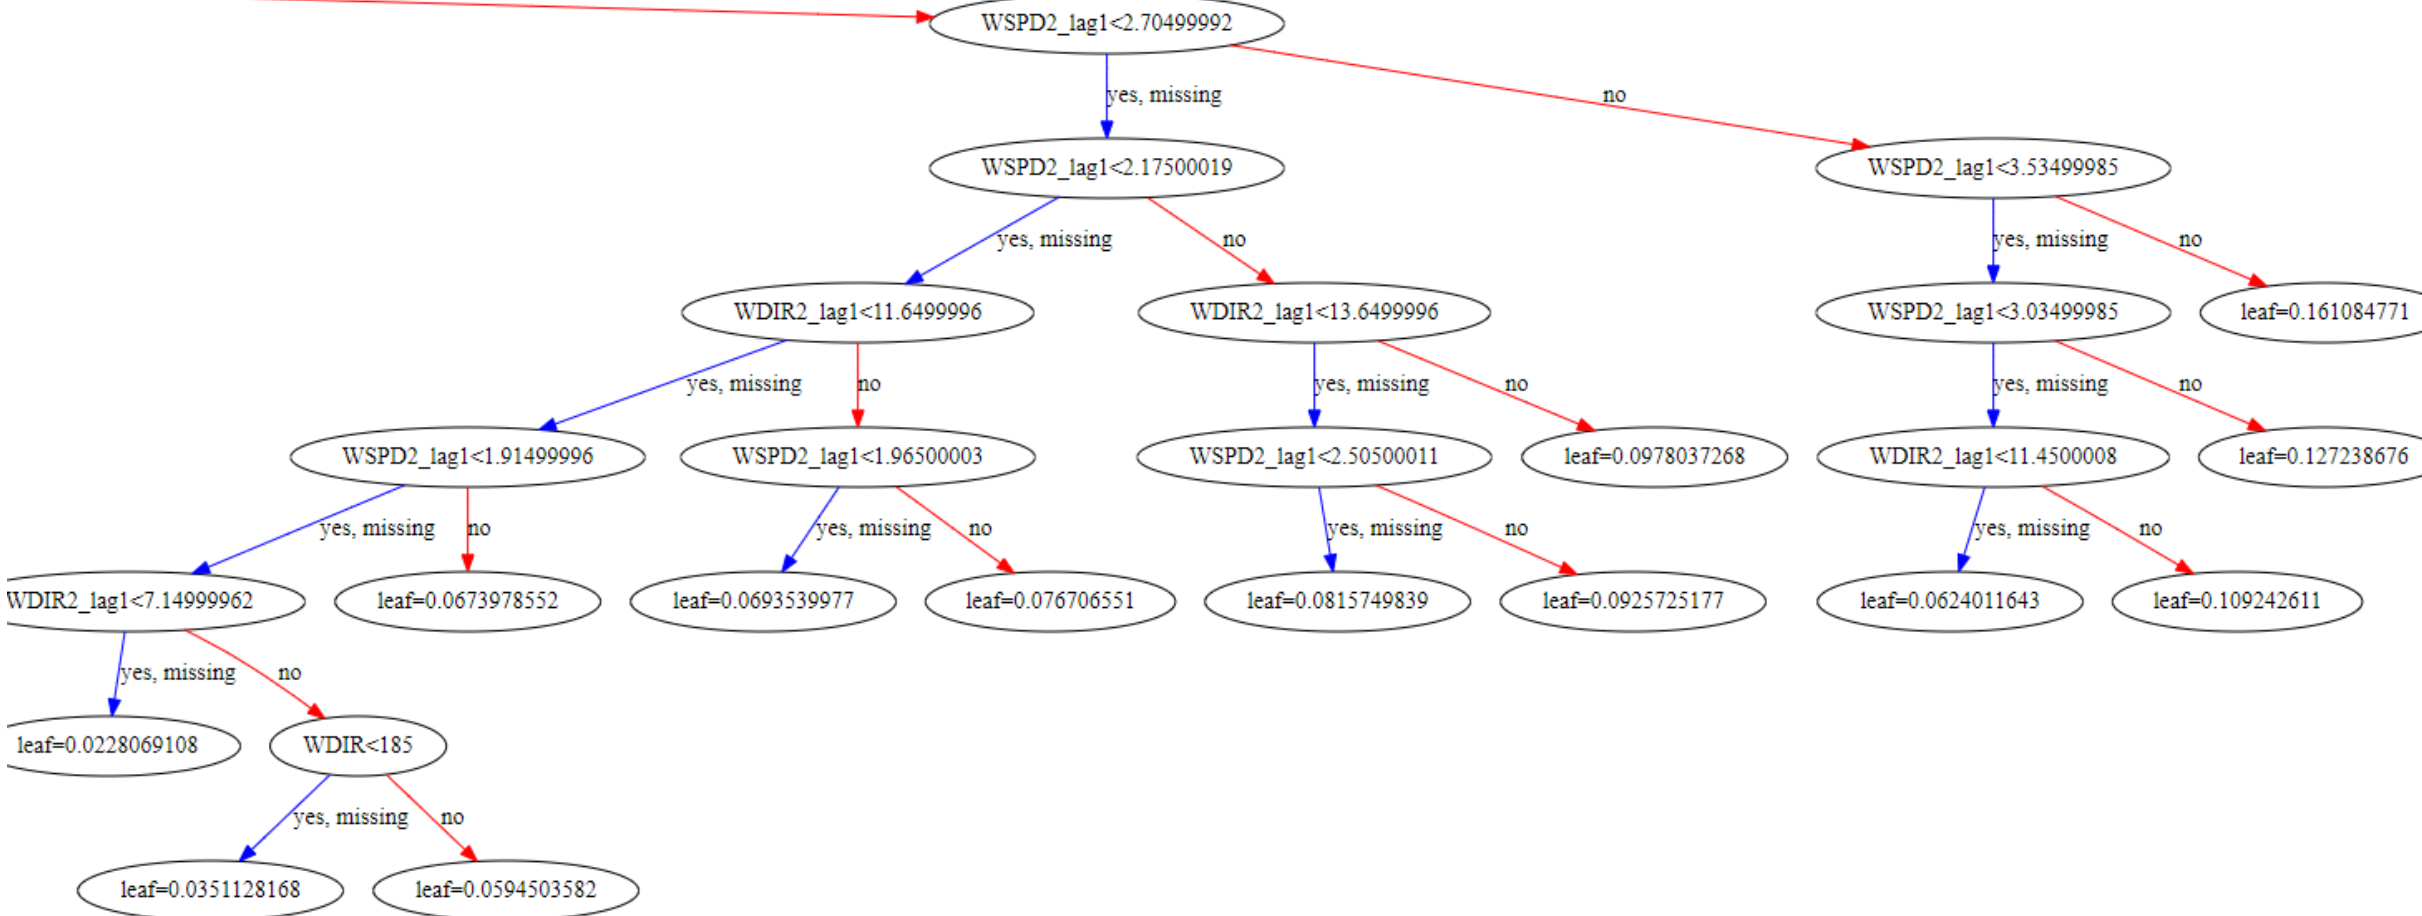 WSPD2_lag1<2.70499992
yes, missing
no
WSPD2_lag1<2.17500019
WSPD2_lag1<3.53499985
yes, missing
no
yes, missing
no
WDIR2_lag1<11.6499996
WDIR2_lag1<13.6499996
WSPD2_lag1<3.03499985
leaf=0.161084771
yes, missing
no
yes, missing
no
yes, missing
no
WSPD2_lag1<1.91499996
WSPD2_lag1<1.96500003
WSPD2_lag1<2.50500011
leaf=0.0978037268
WDIR2_lag1<11.4500008
leaf=0.127238676
yes, missing
no
yes, missing
no
yes, missing
no
yes, missing
no
WDIR2_lag1<7.14999962
leaf=0.0673978552
leaf=0.0693539977
leaf=0.076706551
leaf=0.0815749839
leaf=0.0925725177
leaf=0.0624011643
leaf=0.109242611
yes, missing
no
leaf=0.0228069108
WDIR<185
yes, missing
no
leaf=0.0351128168
leaf=0.0594503582